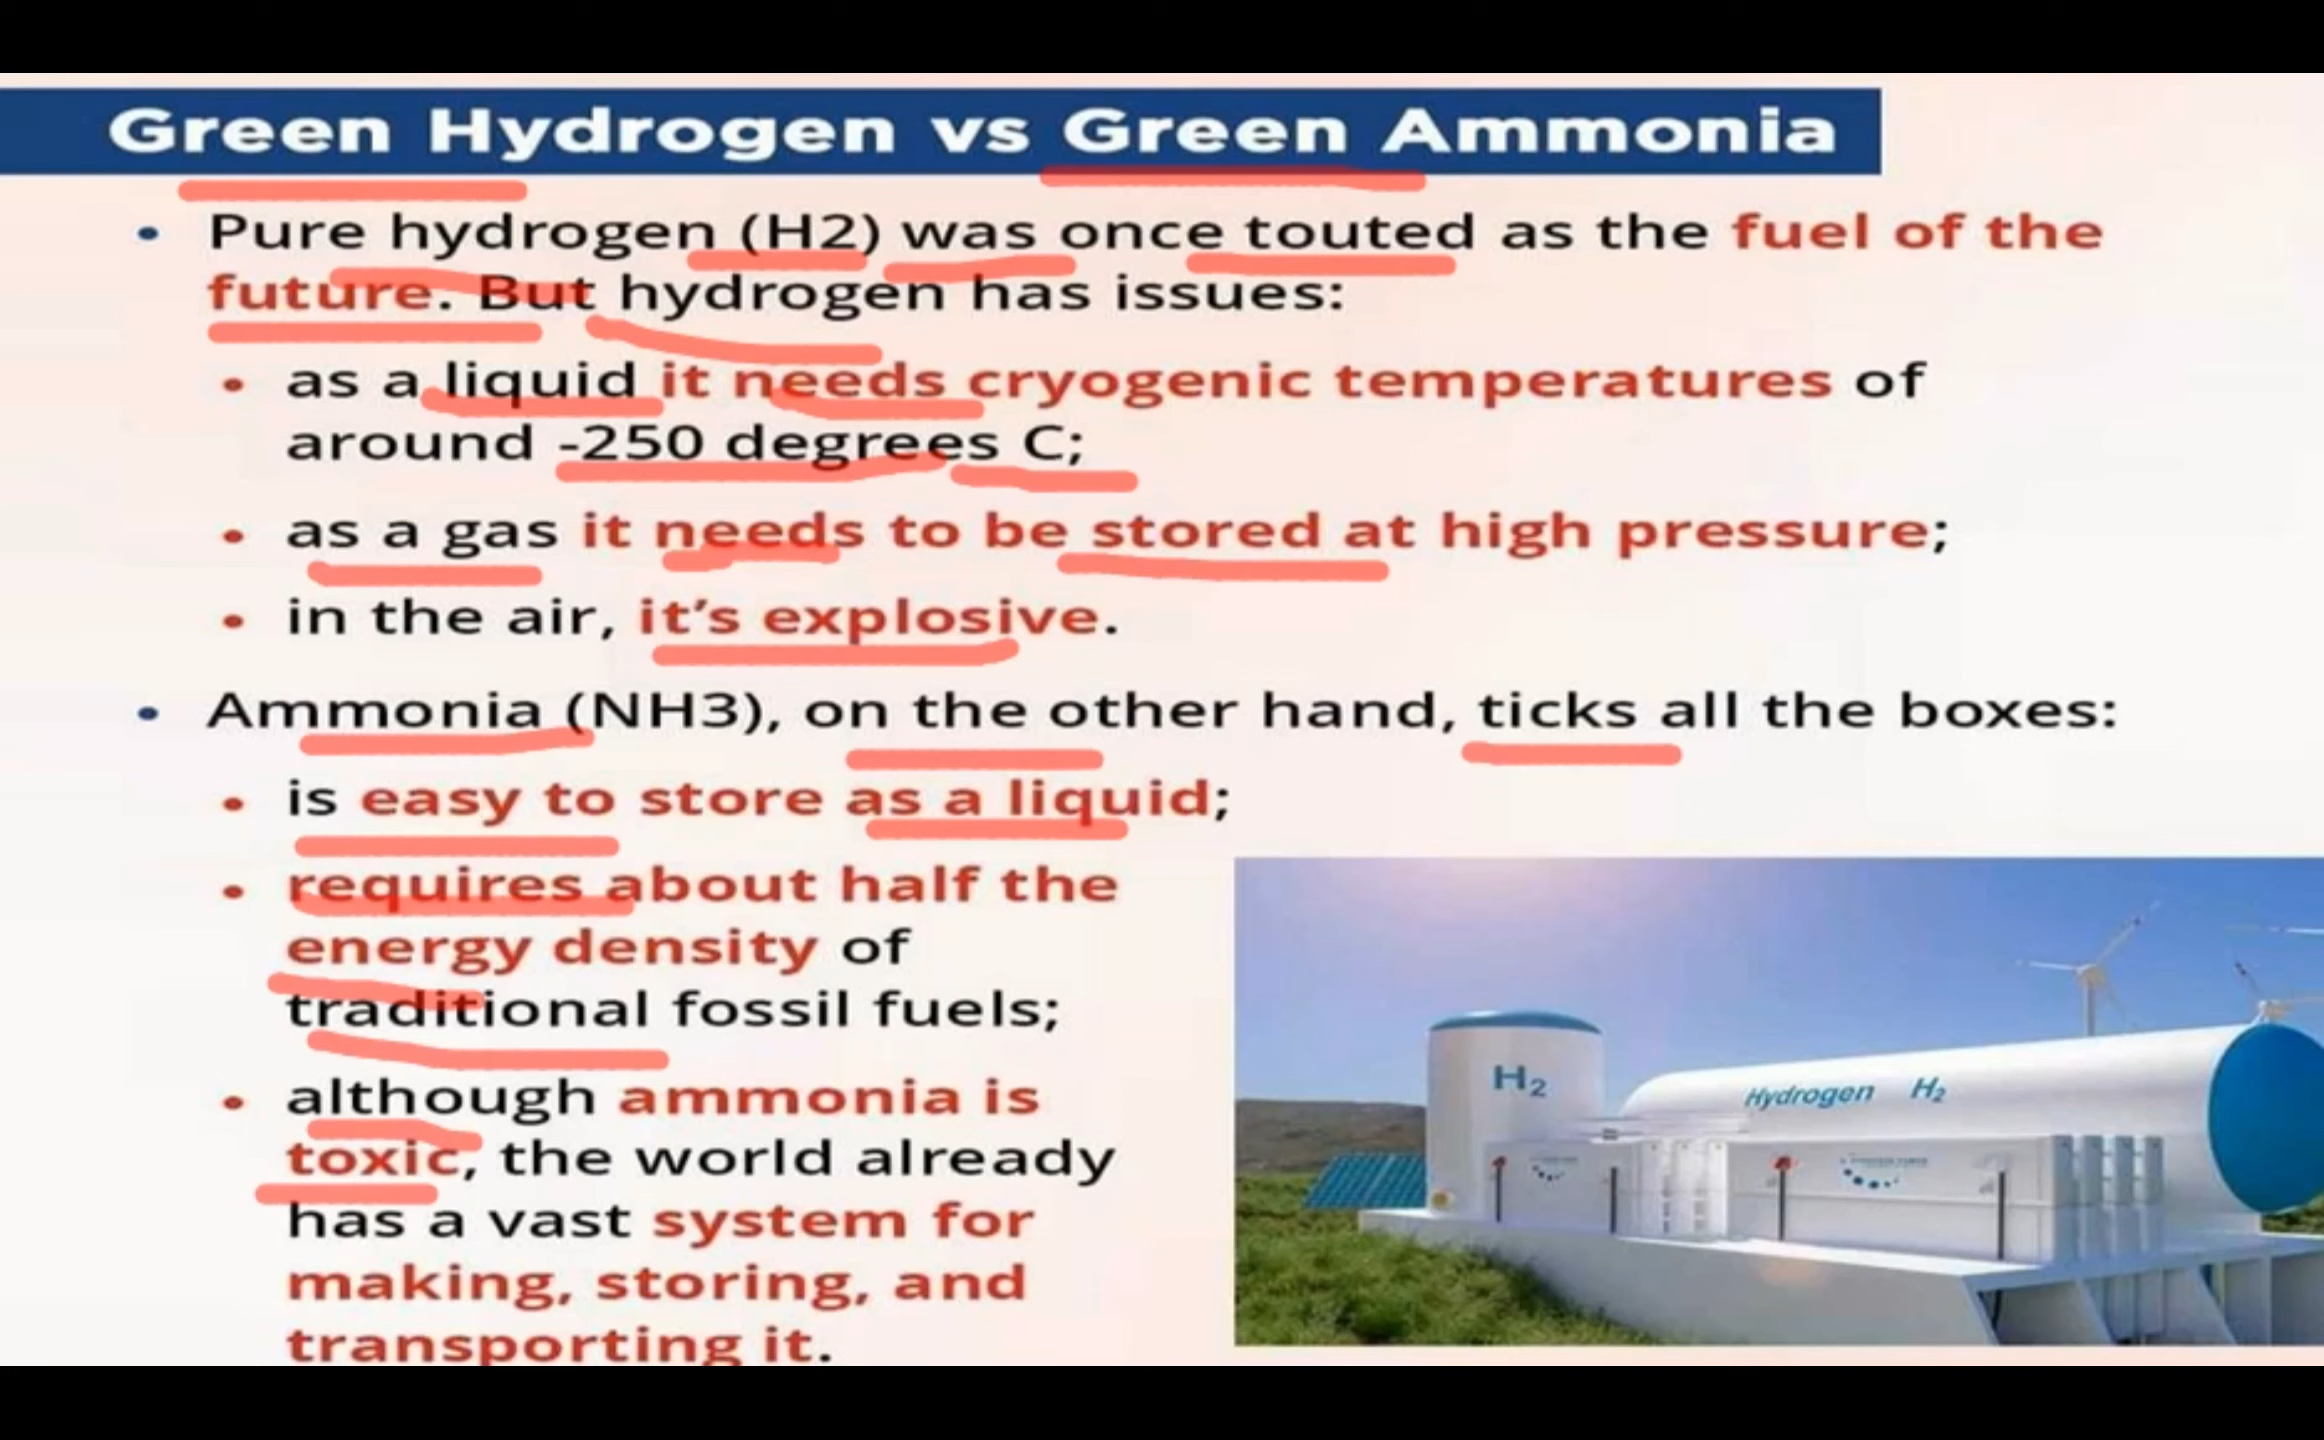 Green Hydrogen vs Green Ammonia
• Pure hydrogen (H2) was once touted as the fuel of the
future. But hydrogen has issues:
• as a liquid it needs cryogenic temperatures of
around -250 degrees C;
• as a gas it needs to be stored at high pressure;
• in the air, it's explosive.
• Ammonia (NH3), on the other hand, ticks all the boxes:
• is easy to store as a liquid;
• requires about half the
energy density of
traditional fossil fuels;
• although ammonia is
toxic, the world already
has a vast system for
making, storing, and
transporting it.
H2
Hydrogen H2